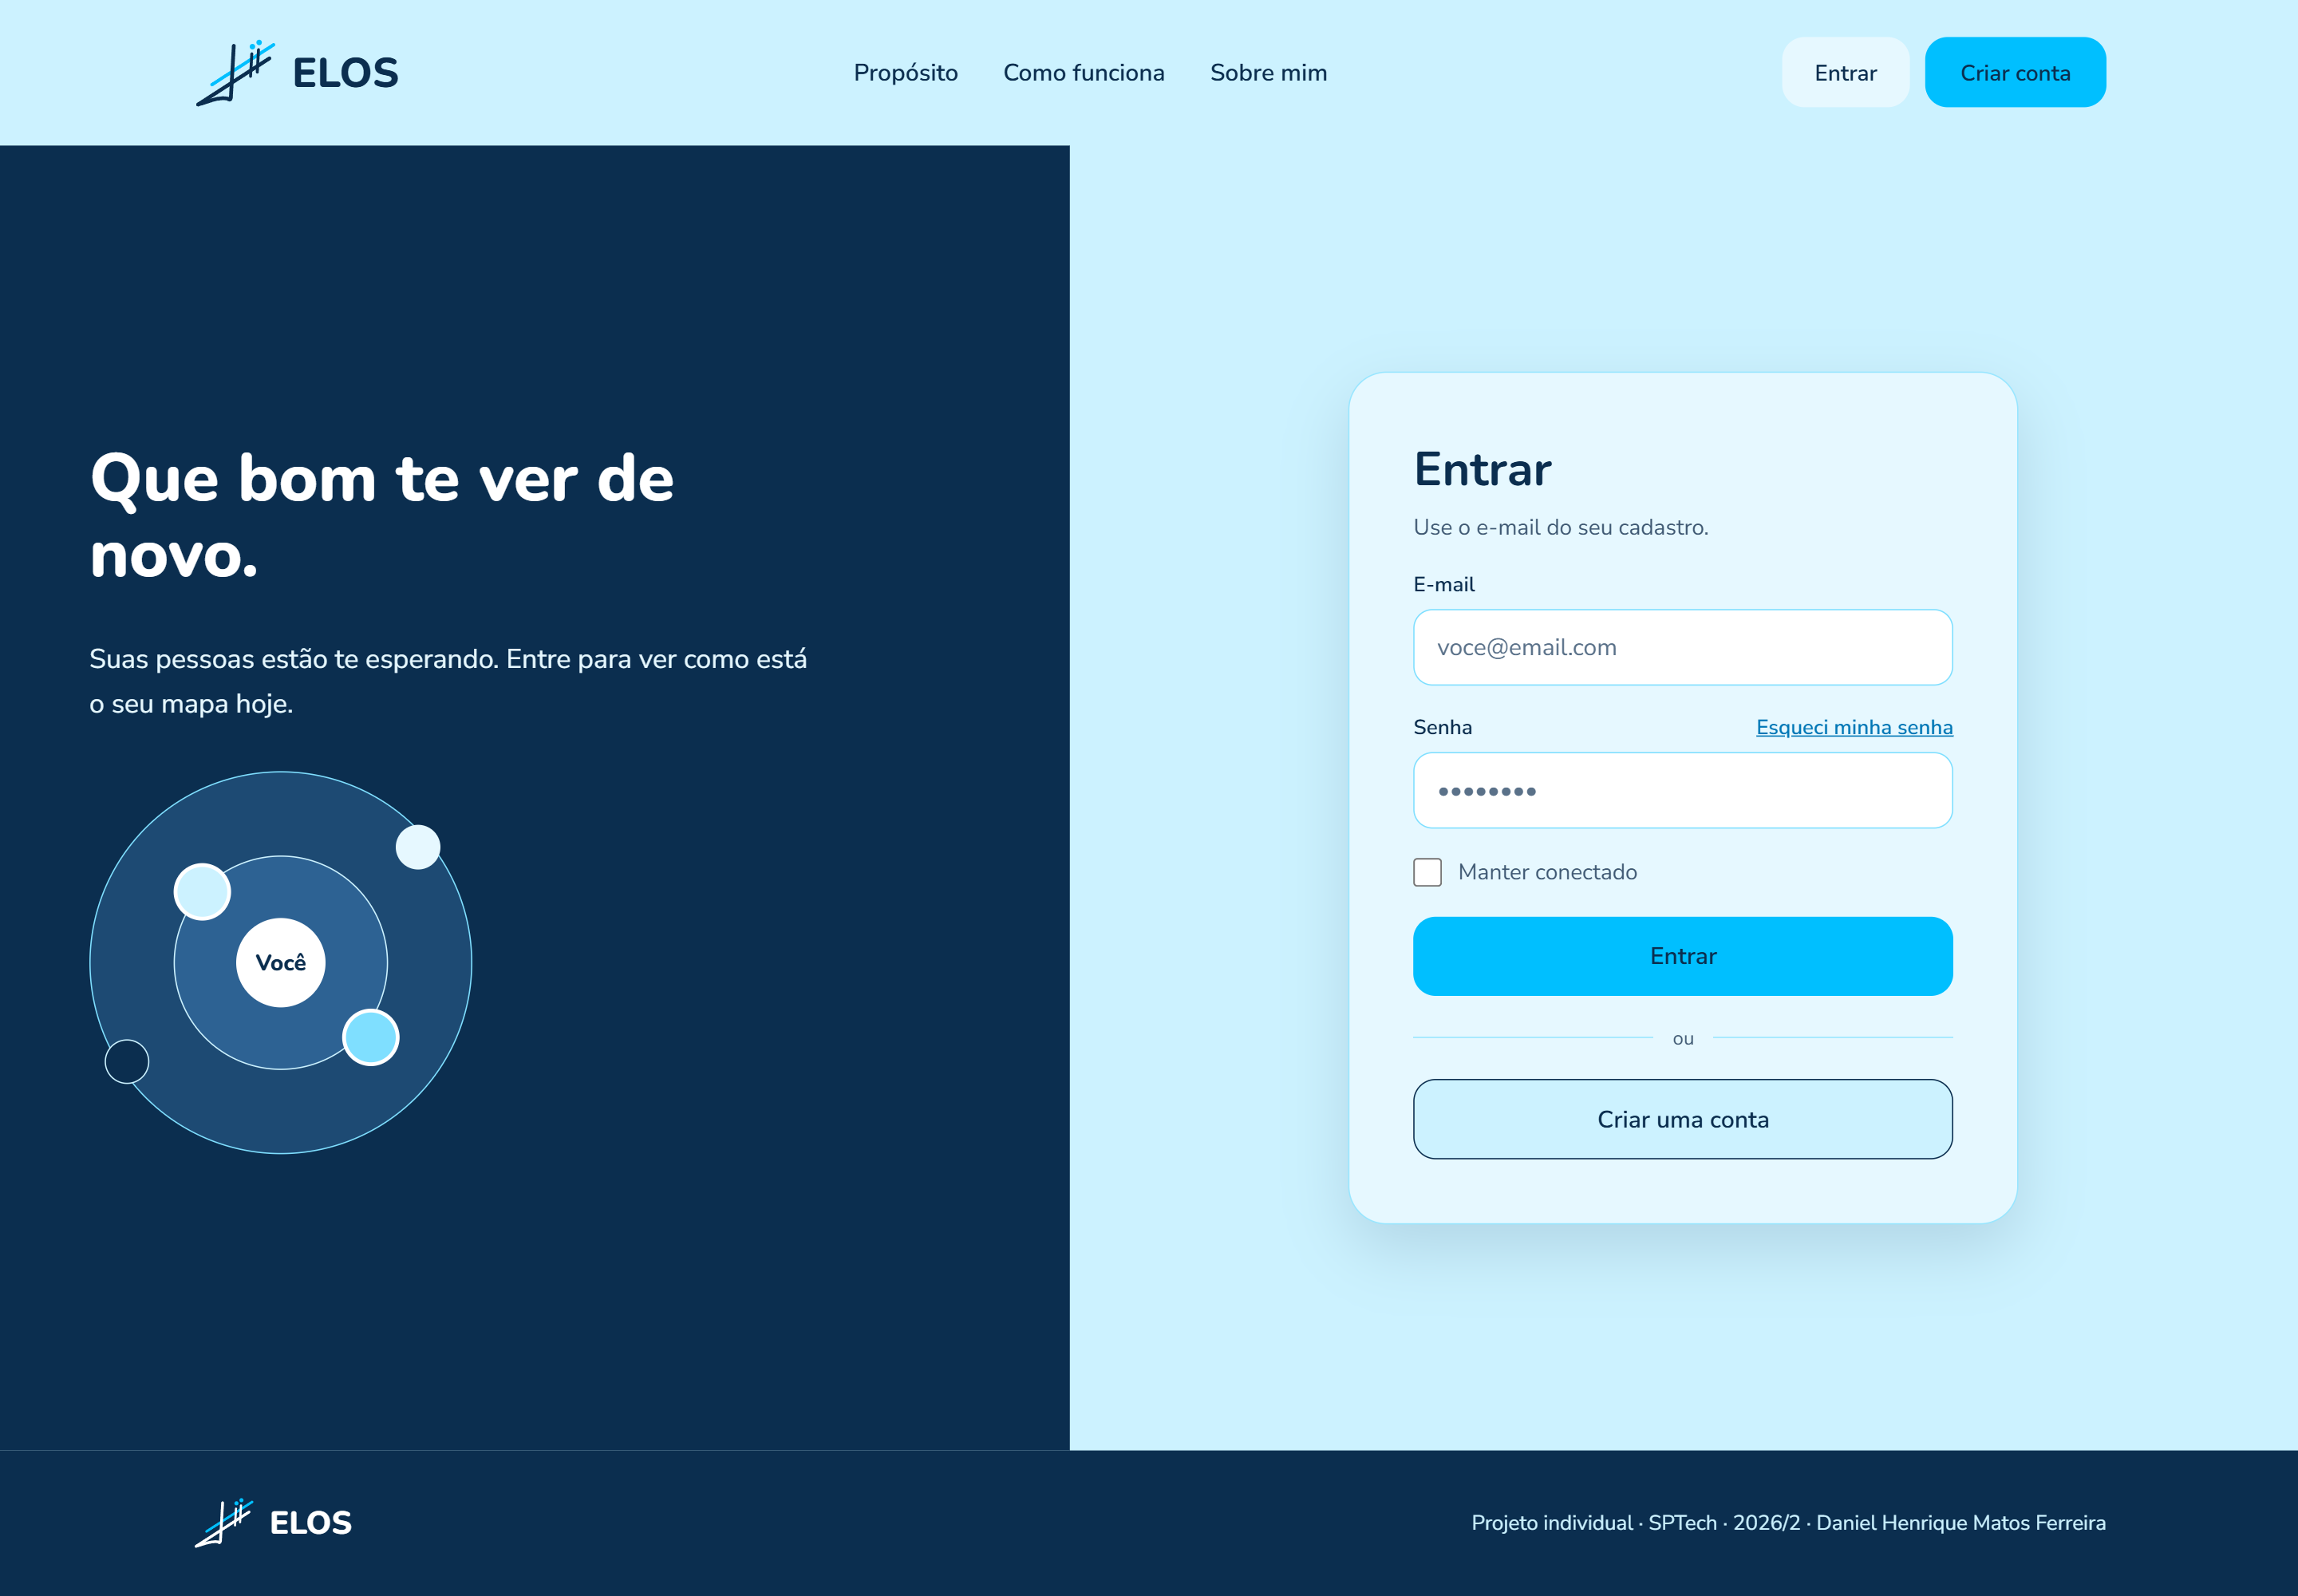 ELOS
Propósito
Como funciona
Sobre mim
Entrar
Criar conta
Que bom te ver de
novo.
Suas pessoas estão te esperando. Entre para ver como está
o seu mapa hoje.
Você
Entrar
Use o e-mail do seu cadastro.
E-mail
voce@email.com
Senha
Esqueci minha senha
••••••••
Manter conectado
Entrar
ou
Criar uma conta
ELOS
Projeto individual · SPTech · 2026/2 · Daniel Henrique Matos Ferreira